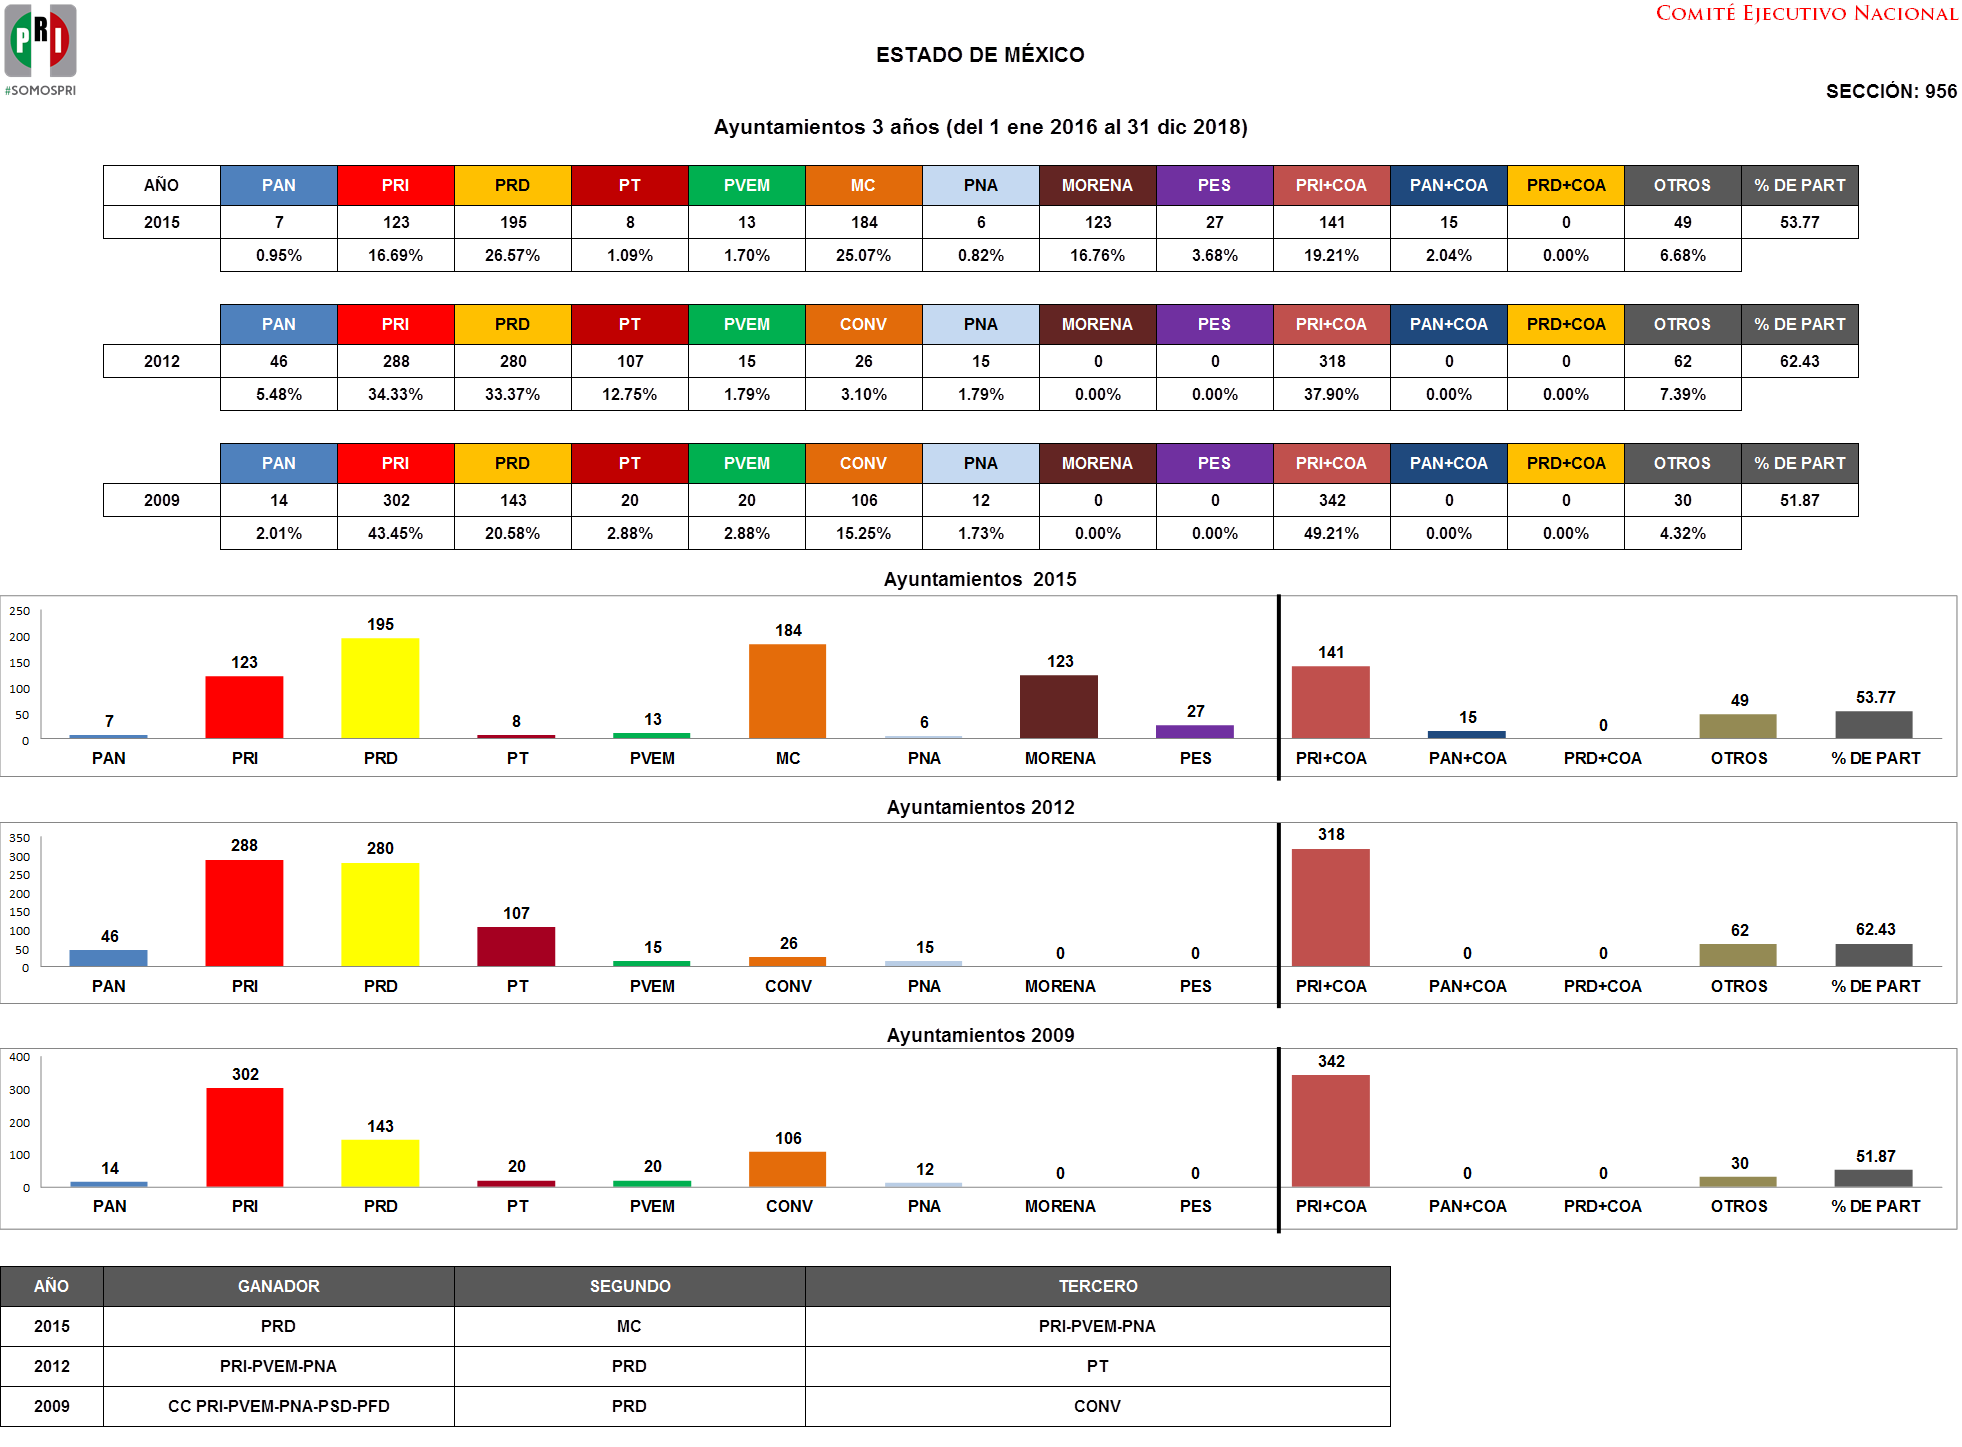 PRI
#SOMOSPRI
COMITÉ EJECUTIVO NACIONAL
ESTADO DE MÉXICO
SECCIÓN: 956
Ayuntamientos 3 años (del 1 ene 2016 al 31 dic 2018)
AÑO PAN PRI PRD PT PVEM MC PNA MORENA PES PRI+COA PAN+COA PRD+COA OTROS % DE PART
2015 7 123 195 8 13 184 6 123 27 141 15 0 49 53.77
0.95% 16.69% 26.57% 1.09% 1.70% 25.07% 0.82% 16.76% 3.68% 19.21% 2.04% 0.00% 6.68%
PAN PRI PRD PT PVEM CONV PNA MORENA PES PRI+COA PAN+COA PRD+COA OTROS % DE PART
2012 46 288 280 107 15 26 15 0 0 318 0 0 62 62.43
5.48% 34.33% 33.37% 12.75% 1.79% 3.10% 1.79% 0.00% 0.00% 37.90% 0.00% 0.00% 7.39%
PAN PRI PRD PT PVEM CONV PNA MORENA PES PRI+COA PAN+COA PRD+COA OTROS % DE PART
2009 14 302 143 20 20 106 12 0 0 342 0 0 30 51.87
2.01% 43.45% 20.58% 2.88% 2.88% 15.25% 1.73% 0.00% 0.00% 49.21% 0.00% 0.00% 4.32%
Ayuntamientos 2015
250
200
150
100
50
0
7 123 195 8 13 184 6 123 27 141 15 0 49 53.77
PAN PRI PRD PT PVEM MC PNA MORENA PES PRI+COA PAN+COA PRD+COA OTROS % DE PART
Ayuntamientos 2012
350
300
250
200
150
100
50
0
46 288 280 107 15 26 15 0 0 318 0 0 62 62.43
PAN PRI PRD PT PVEM CONV PNA MORENA PES PRI+COA PAN+COA PRD+COA OTROS % DE PART
Ayuntamientos 2009
400
300
200
100
0
14 302 143 20 20 106 12 0 0 342 0 0 30 51.87
PAN PRI PRD PT PVEM CONV PNA MORENA PES PRI+COA PAN+COA PRD+COA OTROS % DE PART
AÑO GANADOR SEGUNDO TERCERO
2015 PRD MC PRI-PVEM-PNA
2012 PRI-PVEM-PNA PRD PT
2009 CC PRI-PVEM-PNA-PSD-PFD PRD CONV